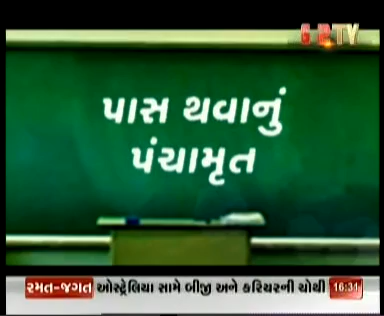 પાસ થવાનું
પંચામૃત
રમત-જગત ઓસ્ટ્રેલિયા સામે બીજી અને કરિયરની ચોથી 16:31